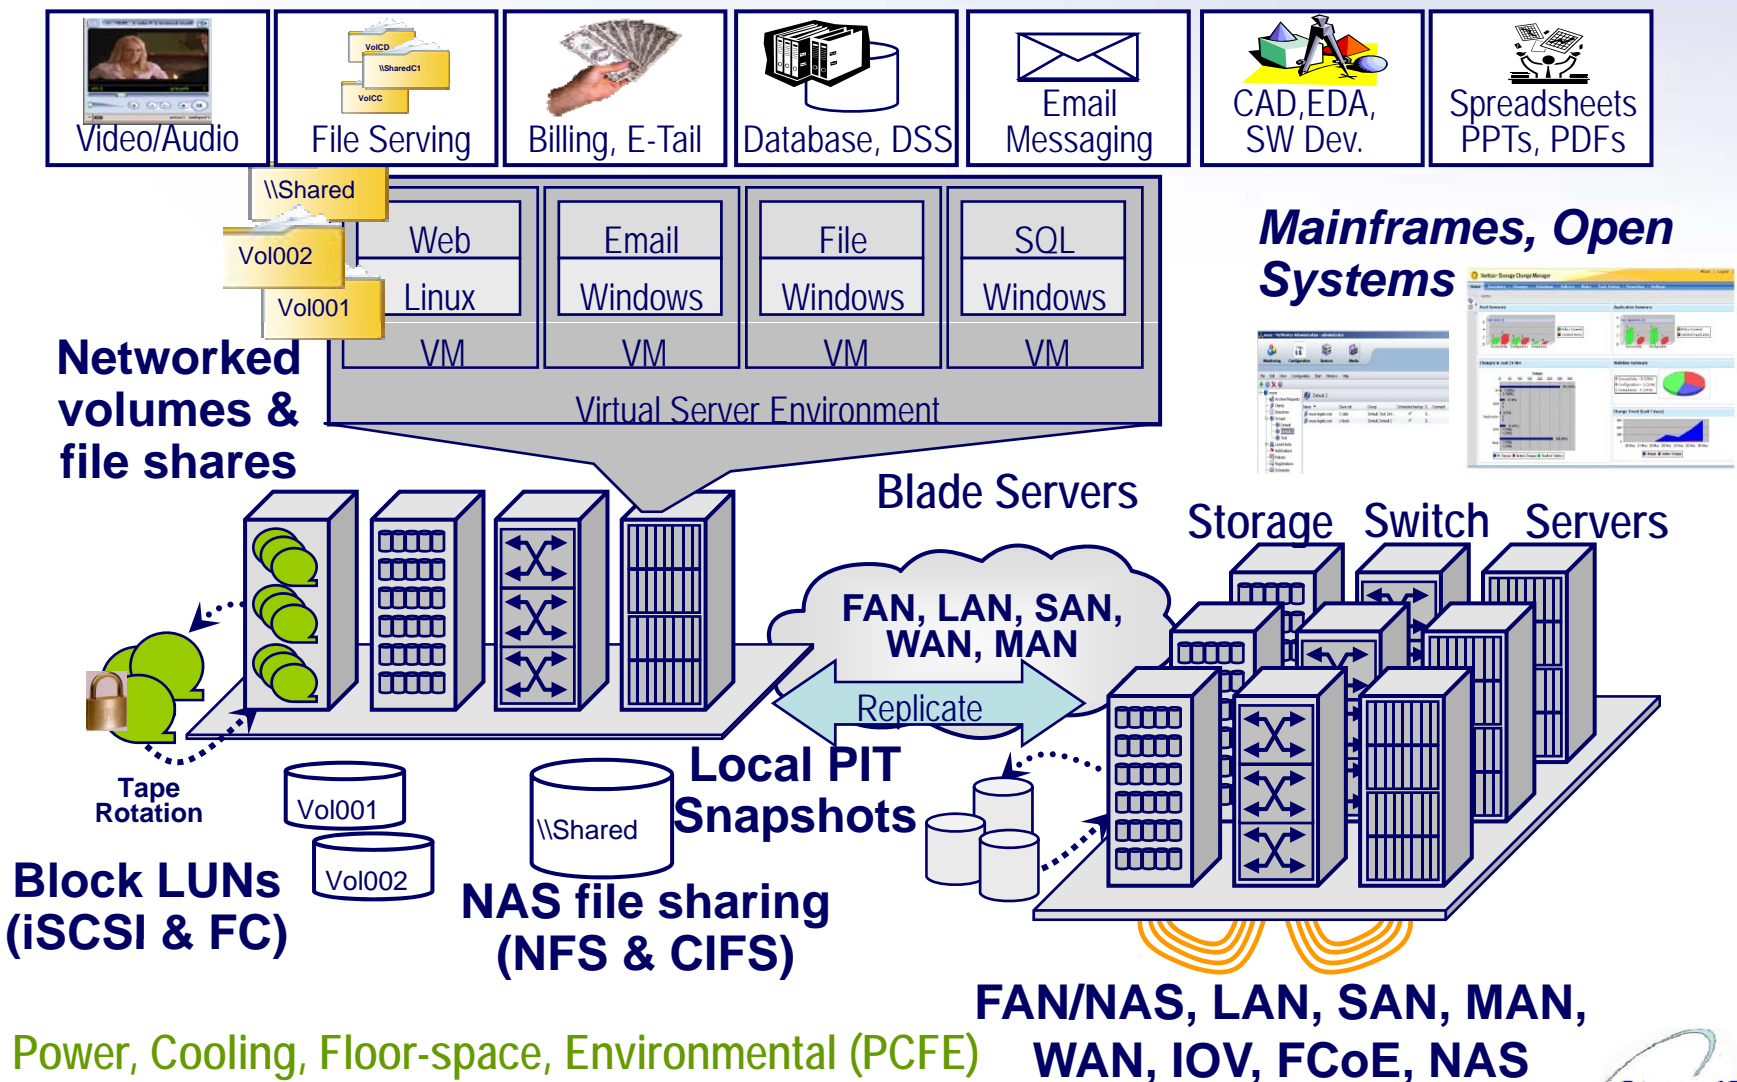 VolCD
\\SharedC1
VolCC
Video/Audio
File Serving
Billing, E-Tail
Database, DSS
Email
Messaging
CAD,EDA,
SW Dev.
Spreadsheets
PPTs, PDFs
\\Shared
Vol002
Vol001
Web
Linux
VM
Email
Windows
VM
File
Windows
VM
SQL
Windows
VM
Virtual Server Environment
Mainframes, Open
Systems
Veritas Storage Change Manager
Networked
volumes &
file shares
Blade Servers
Storage
Switch
Servers
FAN, LAN, SAN,
WAN, MAN
Replicate
Tape
Rotation
Vol001
Vol002
\\Shared
Local PIT
Snapshots
Block LUNs
(iSCSI & FC)
NAS file sharing
(NFS & CIFS)
FAN/NAS, LAN, SAN, MAN,
WAN, IOV, FCoE, NAS
Power, Cooling, Floor-space, Environmental (PCFE)